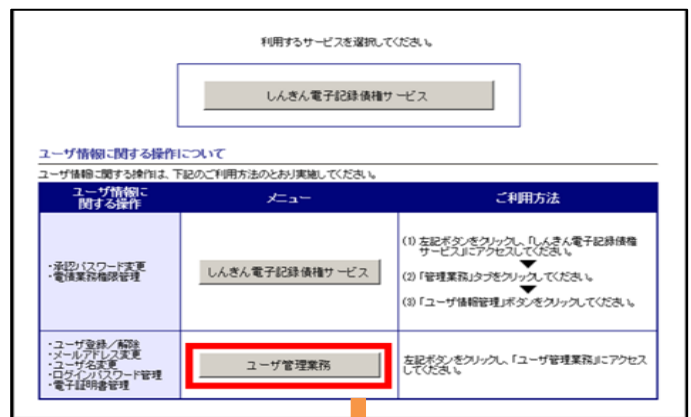 利用するサービスを選択してください。
しんきん電子記録債権サービス
ユーザ情報に関する操作について
ユーザ情報に関する操作は、下記のご利用方法のとおり実施してください。
ユーザ情報に
関する操作
メニュー
ご利用方法
・承認パスワード変更
・電債業務権限管理
しんきん電子記録債権サービス
(1) 左記ボタンをクリックし、「しんきん電子記録債権
サービス」にアクセスしてください。
▼
(2)「管理業務」タブをクリックしてください。
▼
(3)「ユーザ情報管理」ボタンをクリックしてください。
・ユーザ登録／解除
・メールアドレス変更
・ユーザ名変更
・ログインパスワード管理
・電子証明書管理
ユーザ管理業務
左記ボタンをクリックし、「ユーザ管理業務」にアクセス
してください。